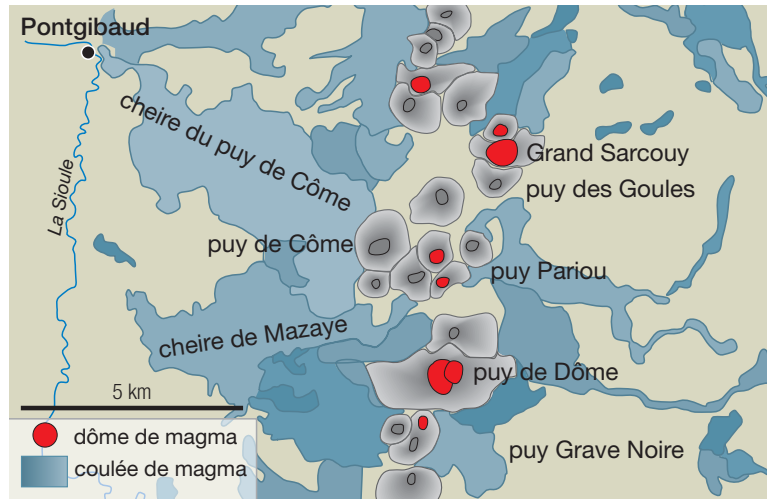 Pontgibaud
cheire du puy de Côme
La Sioule
Grand Sarcouy
puy des Goules
puy de Côme
puy Pariou
cheire de Mazaye
puy de Dôme
5 km
dôme de magma
puy Grave Noire
coulée de magma